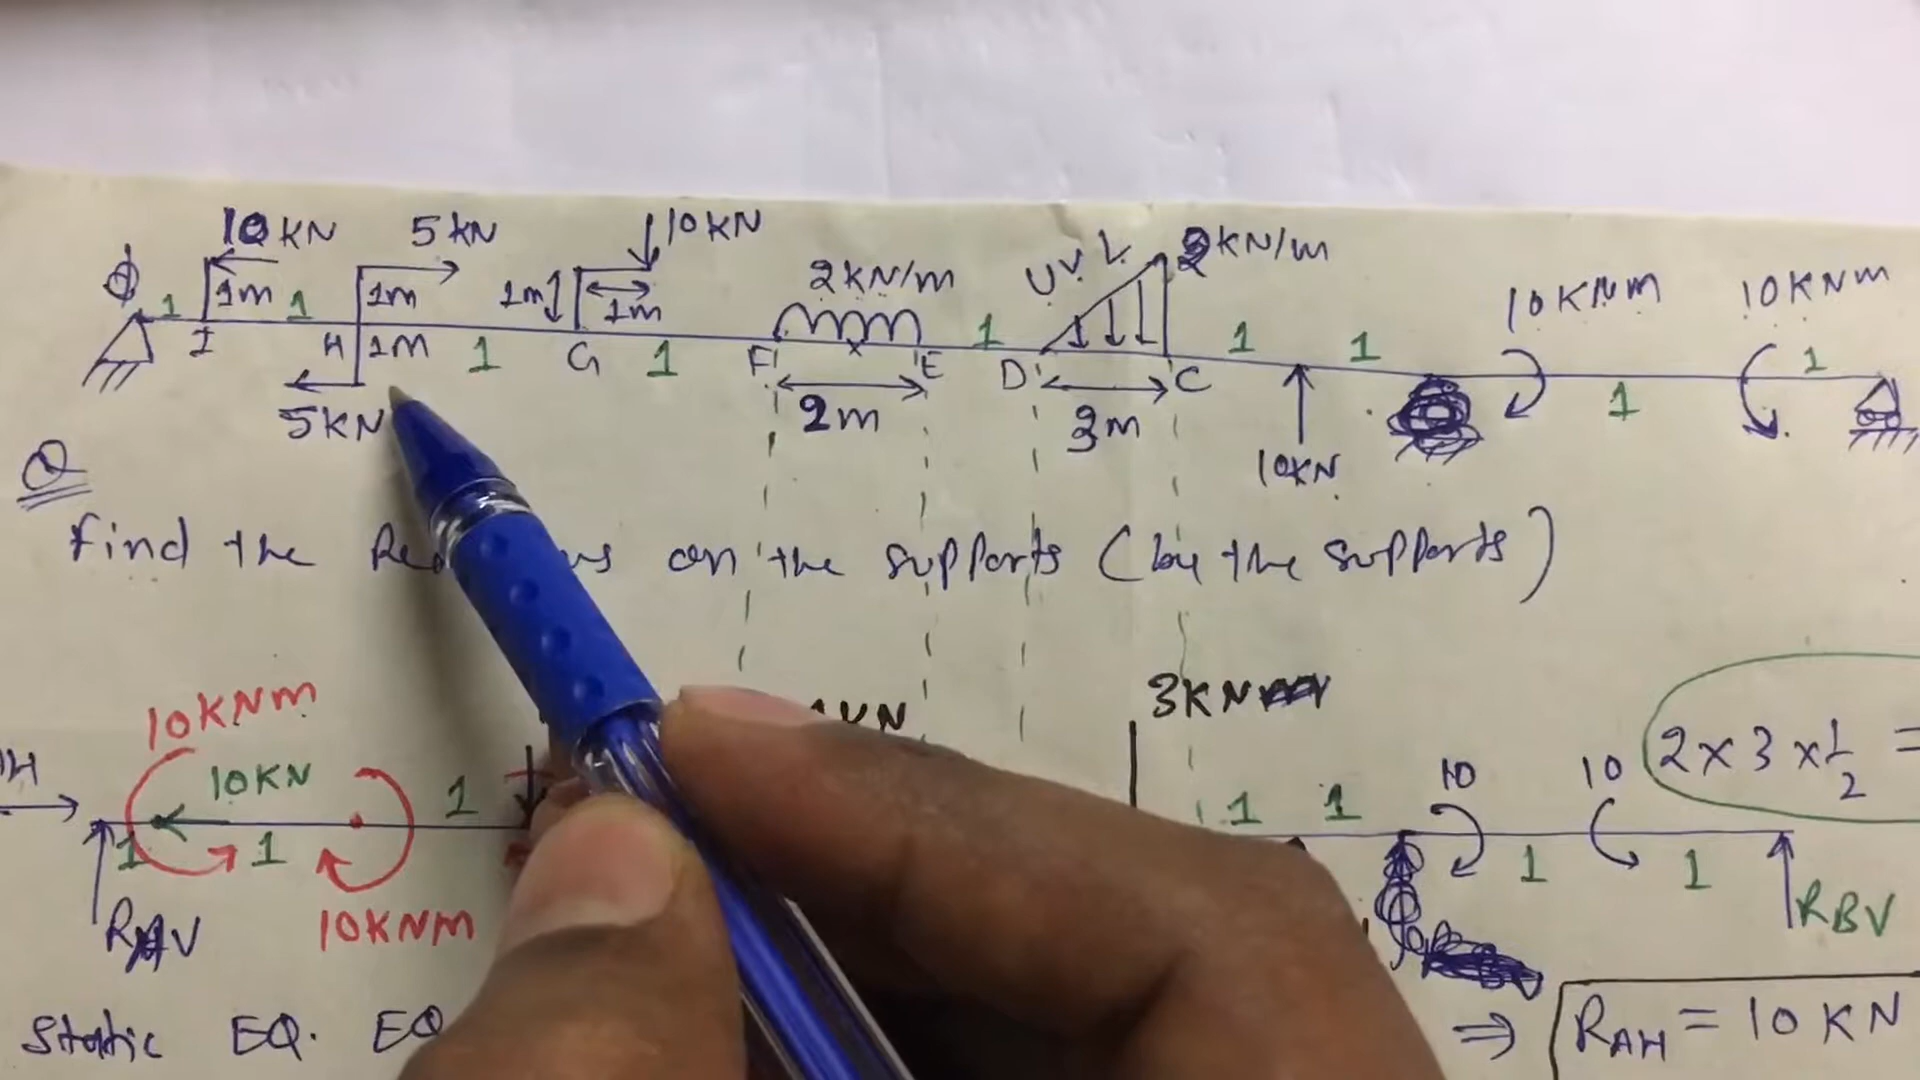 10KN 5KN 10KN 2KN/m UVL 2KN/m 10KNm 10KNm
1 1m 1 1m 1m 1m
I H 1m 1 G 1 F E 1 D C 1 1 1 1
5KN 2m 3m 10KN
Q
Find the on the supports (by the supports)
10KNm KN 3KN 2 x 3 x 1/2 =
10KN 1 1 1 10 10
1 1 1 1
RAV 10KNm RBV
Static EQ. EQ ⇒ RAH = 10 KN